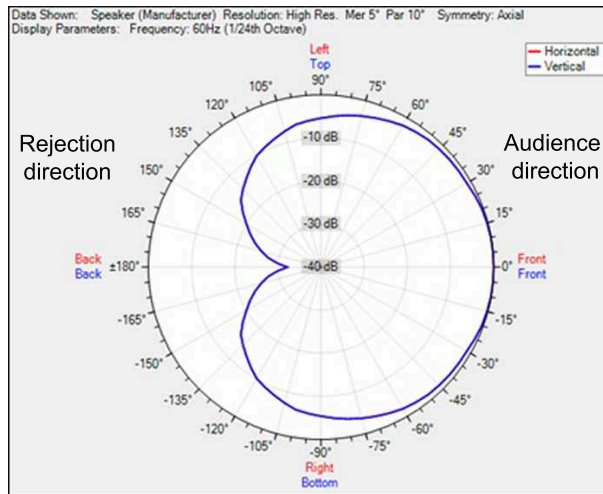 Data Shown: Speaker (Manufacturer) Resolution: High Res. Mer 5° Par 10° Symmetry: Axial
Display Parameters: Frequency: 60Hz (1/24th Octave)
Horizontal
Vertical
Left
Top
90°
105°
75°
120°
60°
135°
45°
150°
30°
165°
15°
Rejection
direction
Audience
direction
-10 dB
-20 dB
-30 dB
-40 dB
Back
Back
±180°
0°
Front
Front
-165°
-15°
-150°
-30°
-135°
-45°
-120°
-60°
-105°
-75°
-90°
Right
Bottom